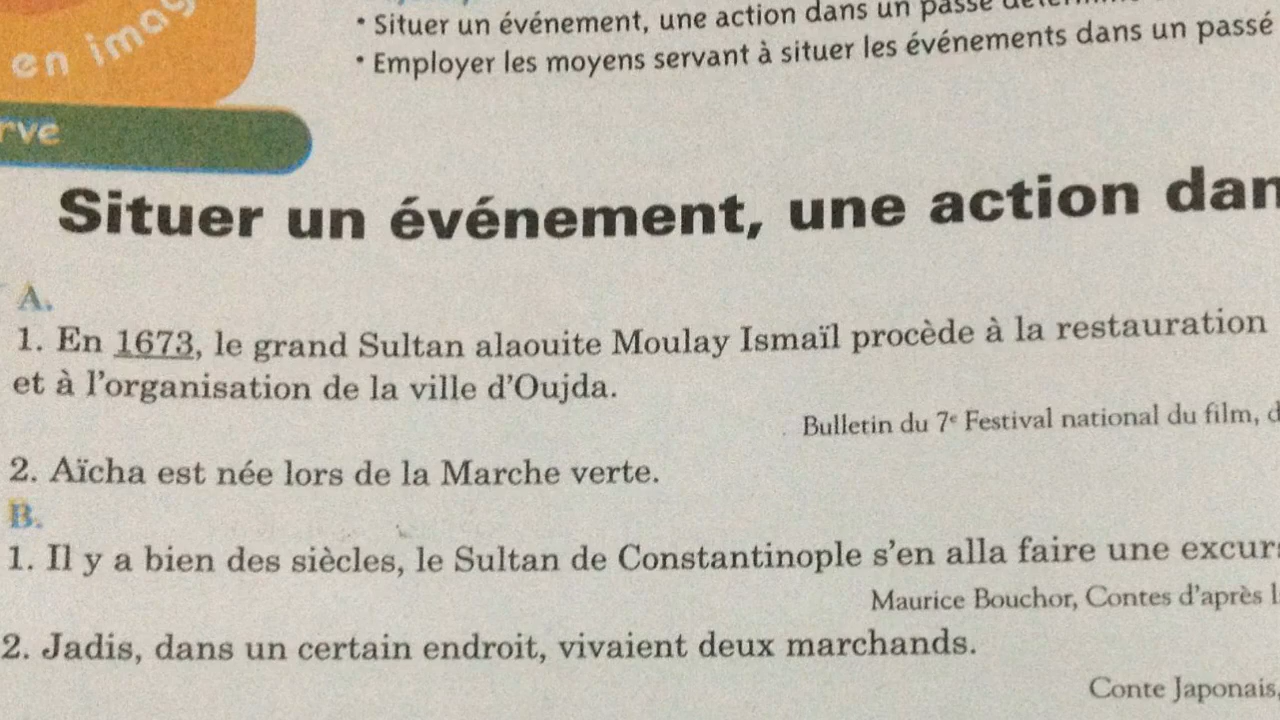 en imag
• Situer un événement, une action dans un passé
• Employer les moyens servant à situer les événements dans un passé
rve
Situer un événement, une action dan
A.
1. En 1673, le grand Sultan alaouite Moulay Ismaïl procède à la restauration
et à l'organisation de la ville d'Oujda.
Bulletin du 7e Festival national du film, d
2. Aïcha est née lors de la Marche verte.
B.
1. Il y a bien des siècles, le Sultan de Constantinople s'en alla faire une excur
Maurice Bouchor, Contes d'après l
2. Jadis, dans un certain endroit, vivaient deux marchands.
Conte Japonais,